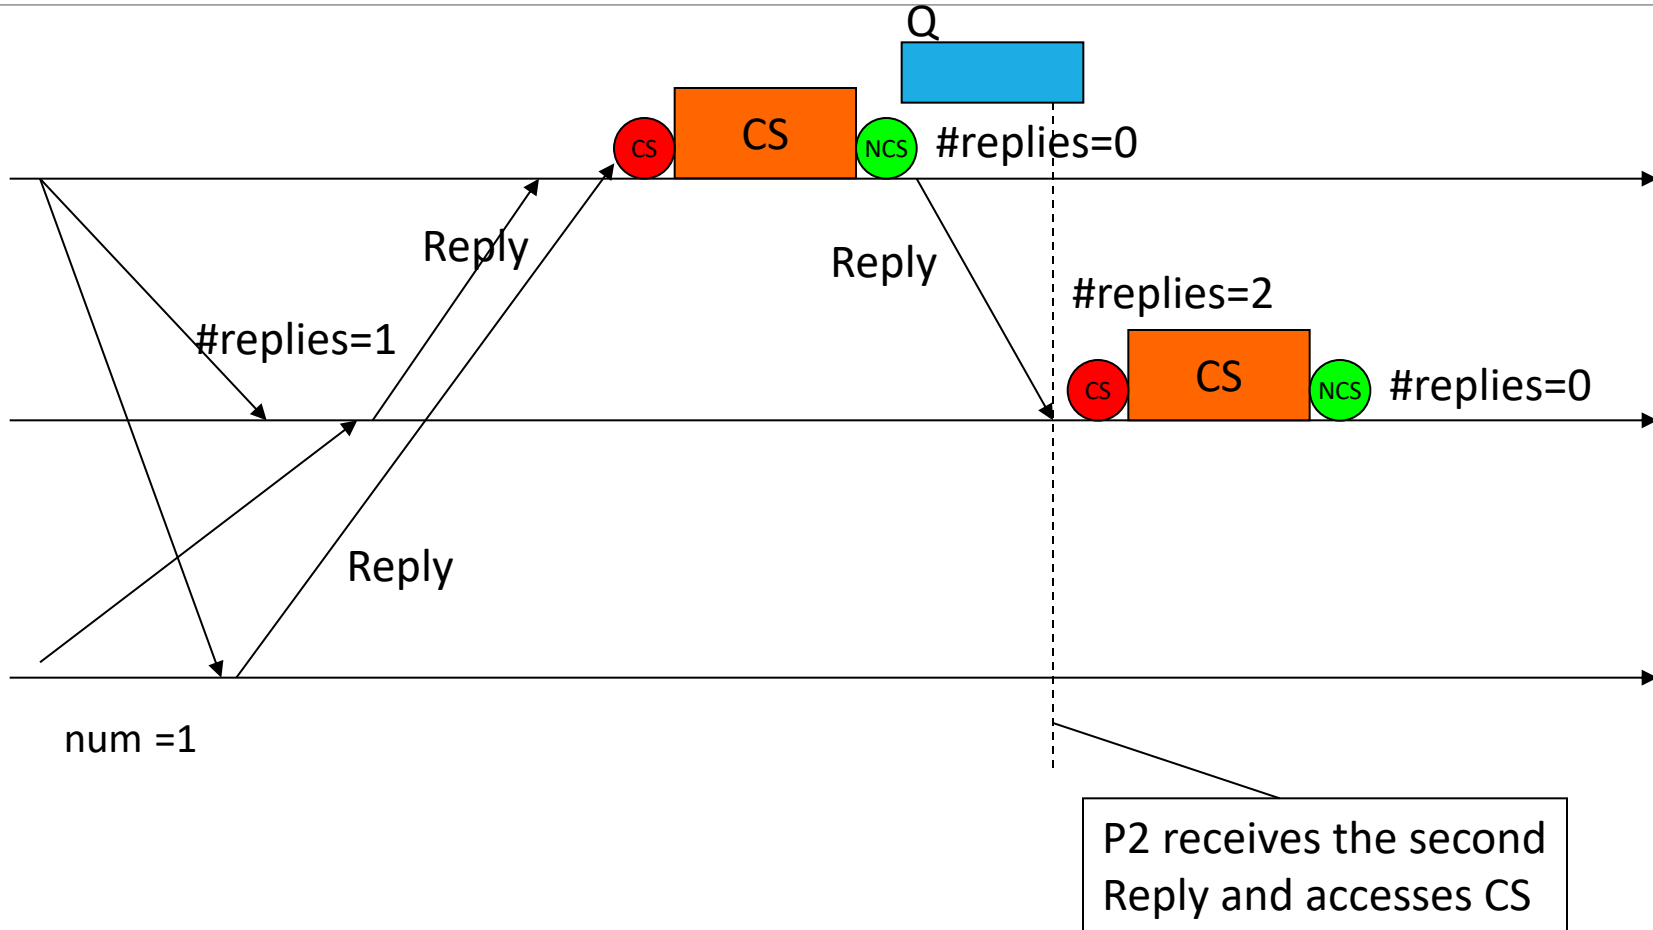 Q
CS
CS
NCS
#replies=0
Reply
Reply
#replies=2
#replies=1
CS
CS
NCS
#replies=0
Reply
num =1
P2 receives the second
Reply and accesses CS